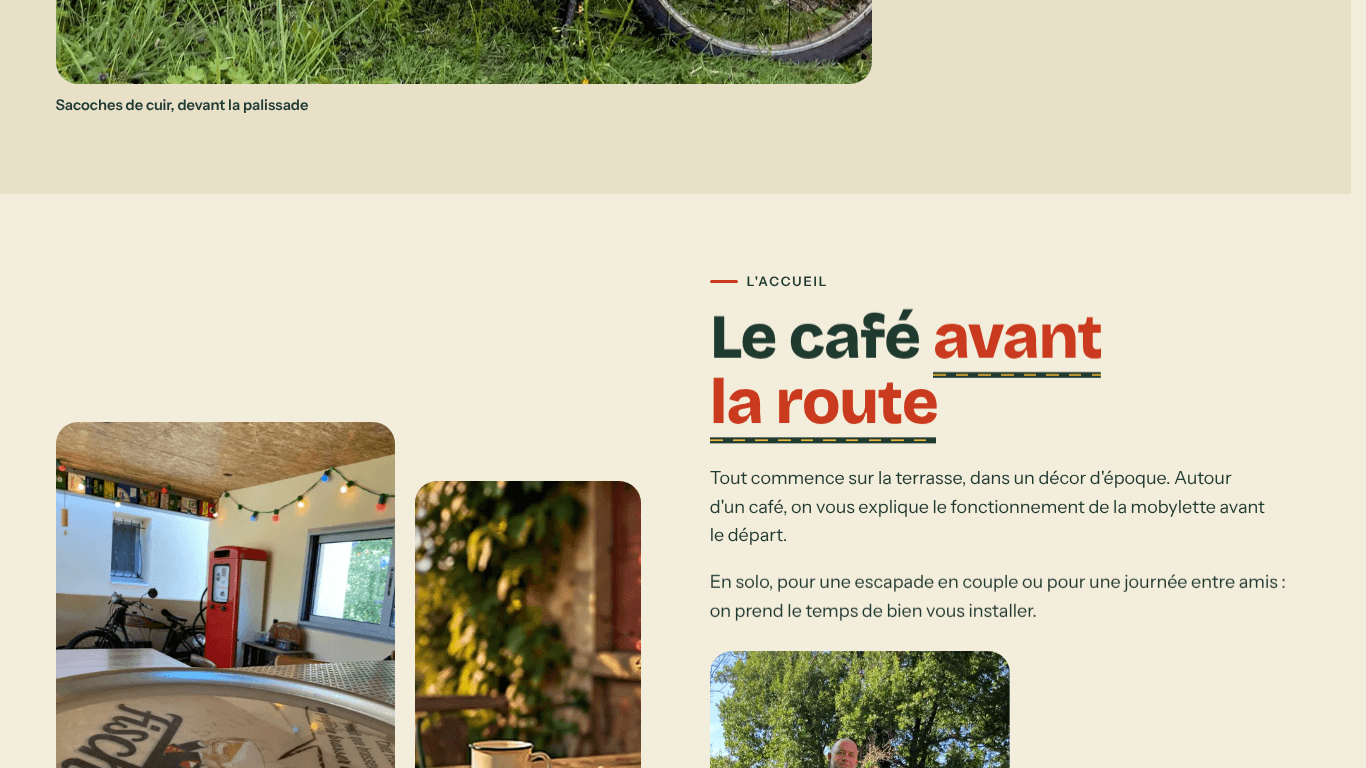 Sacoches de cuir, devant la palissade
L'ACCUEIL
Le café avant
la route
Tout commence sur la terrasse, dans un décor d'époque. Autour
d'un café, on vous explique le fonctionnement de la mobylette avant
le départ.
En solo, pour une escapade en couple ou pour une journée entre amis :
on prend le temps de bien vous installer.